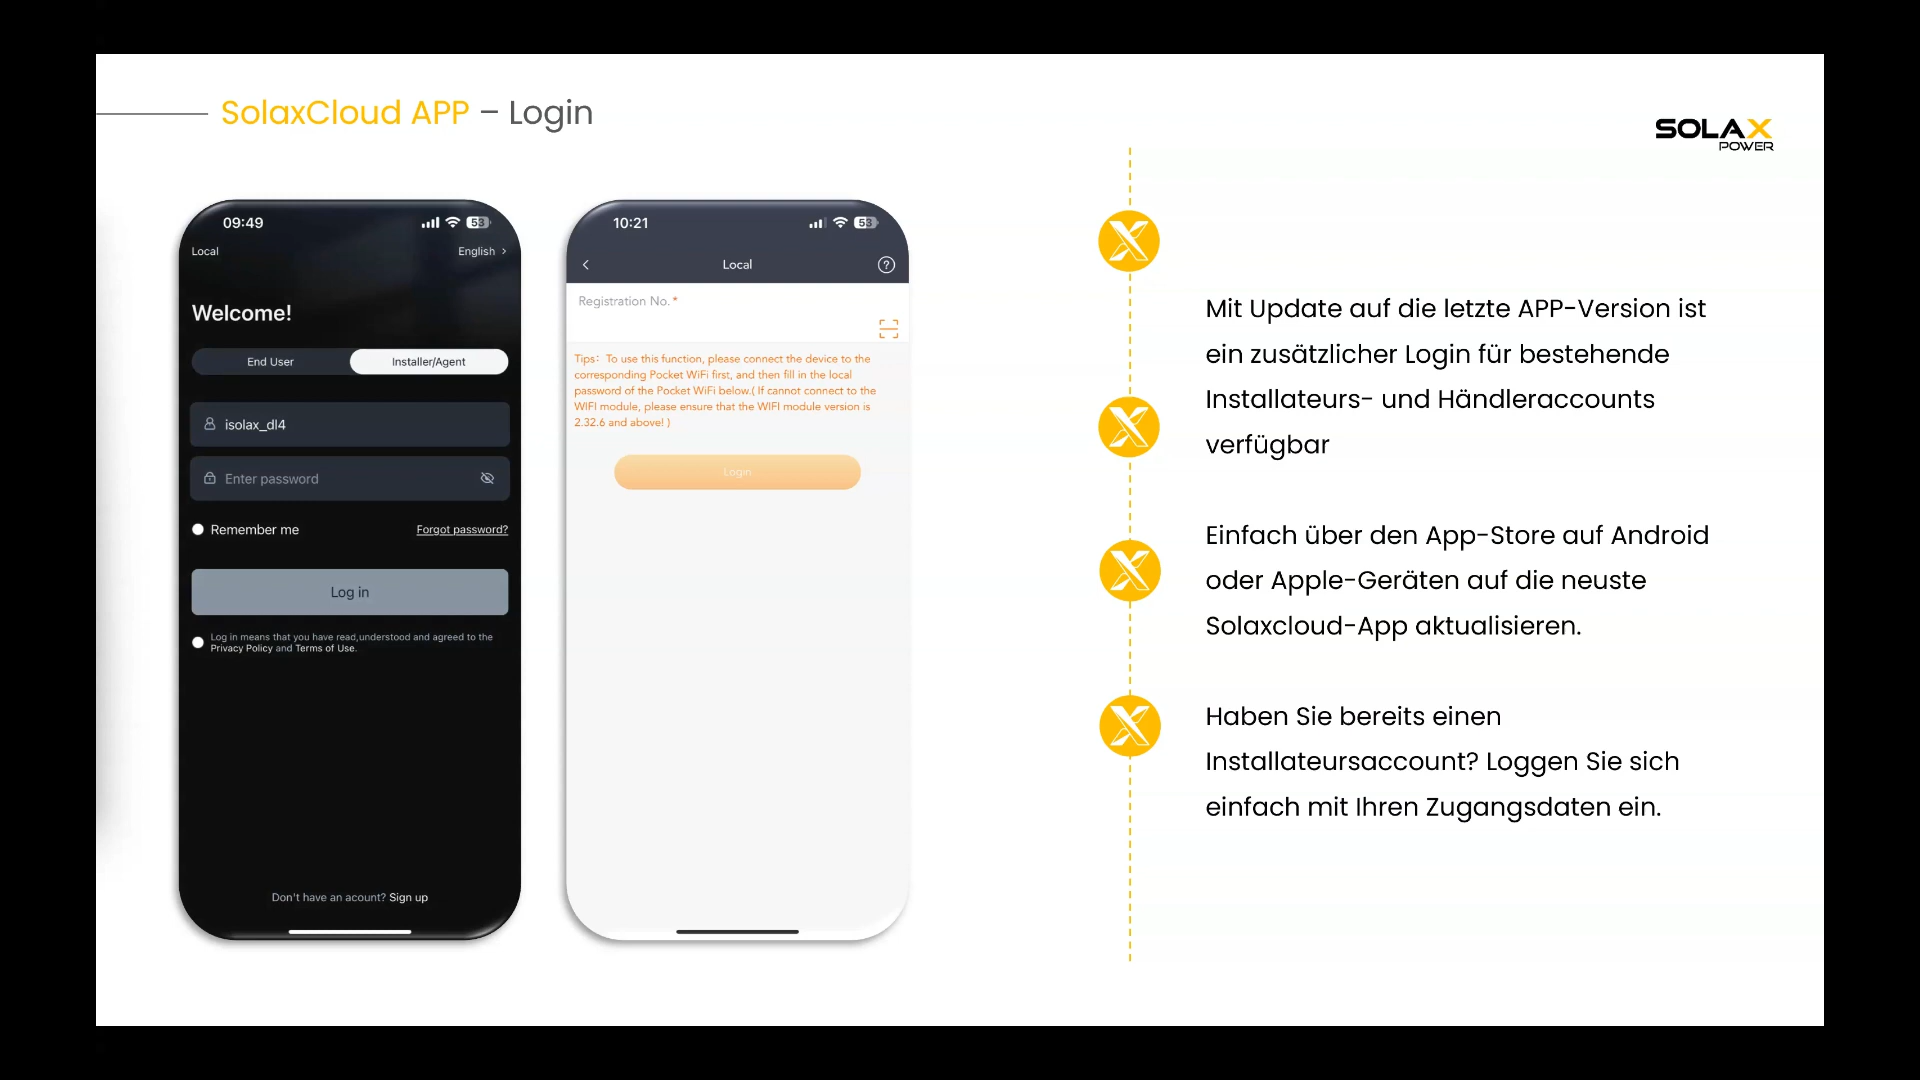 SolaxCloud APP – Login
SOLAX
POWER
09:49
53
Local
English >
Welcome!
End User
Installer/Agent
isolax_dl4
Enter password
Remember me
Forgot password?
Log in
Log in means that you have read,understood and agreed to the
Privacy Policy and Terms of Use.
Don't have an acount? Sign up
10:21
53
Local
Registration No.*
Tips: To use this function, please connect the device to the
corresponding Pocket WiFi first, and then fill in the local
password of the Pocket WiFi below.( If cannot connect to the
WIFI module, please ensure that the WIFI module version is
2.32.6 and above! )
Login
Mit Update auf die letzte APP-Version ist
ein zusätzlicher Login für bestehende
Installateurs- und Händleraccounts
verfügbar
Einfach über den App-Store auf Android
oder Apple-Geräten auf die neuste
Solaxcloud-App aktualisieren.
Haben Sie bereits einen
Installateursaccount? Loggen Sie sich
einfach mit Ihren Zugangsdaten ein.